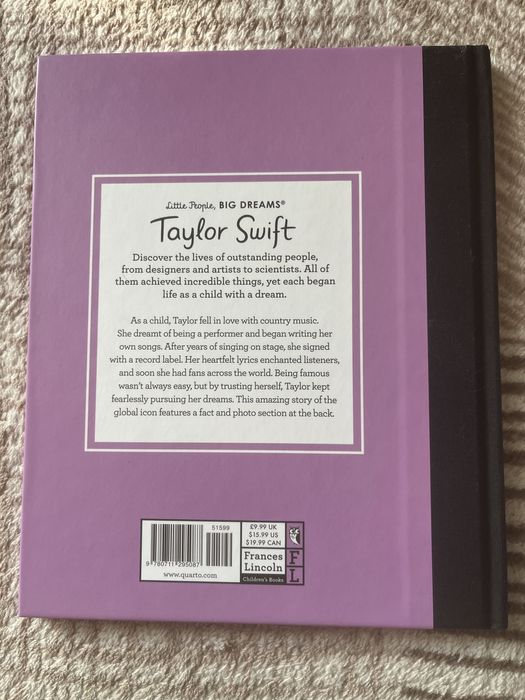 Little People, BIG DREAMS®
Taylor Swift
Discover the lives of outstanding people,
from designers and artists to scientists. All of
them achieved incredible things, yet each began
life as a child with a dream.
As a child, Taylor fell in love with country music.
She dreamt of being a performer and began writing her
own songs. After years of singing on stage, she signed
with a record label. Her heartfelt lyrics enchanted listeners,
and soon she had fans across the world. Being famous
wasn't always easy, but by trusting herself, Taylor kept
fearlessly pursuing her dreams. This amazing story of the
global icon features a fact and photo section at the back.
51599
9 780711 295087
www.quarto.com
£9.99 UK
$15.99 US
$19.99 CAN
Frances
Lincoln
Children's Books
F
L